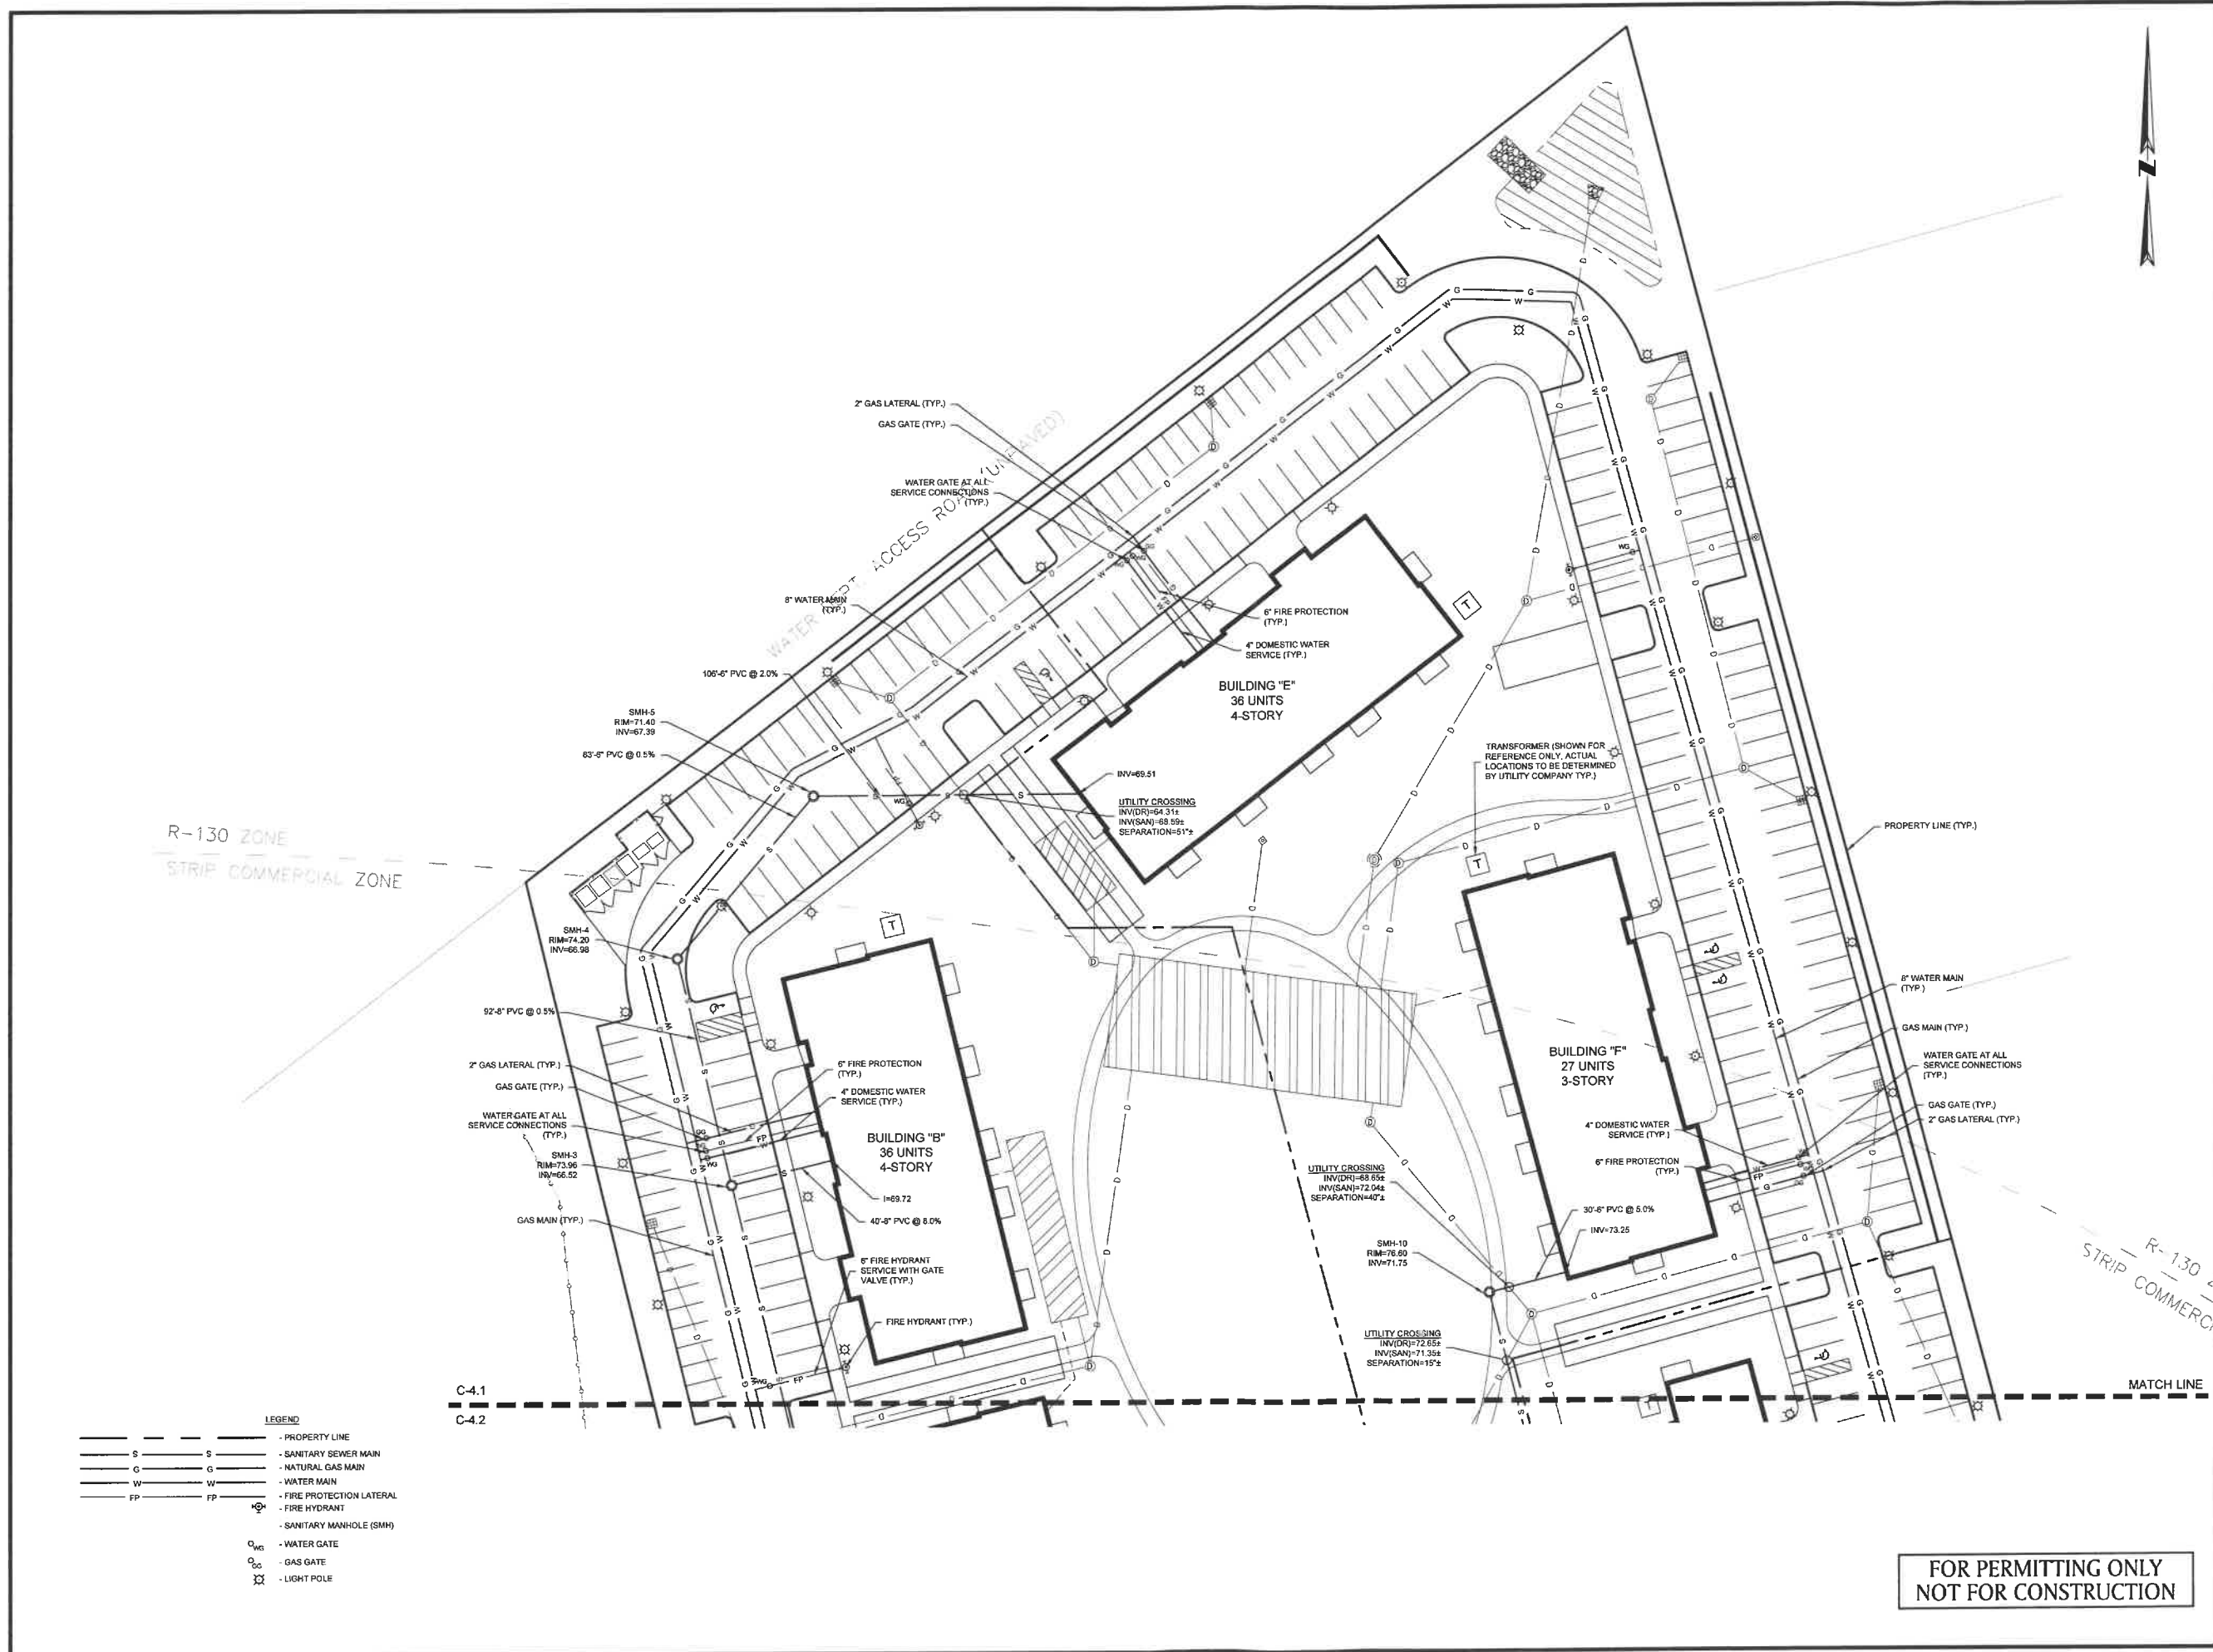 N
2" GAS LATERAL (TYP.)
GAS GATE (TYP.)
WATER GATE AT ALL
SERVICE CONNECTIONS
(TYP.)
8" WATER MAIN
(TYP.)
106'-6" PVC @ 2.0%
SMH-5
RIM=71.40
INV=67.39
83'-8" PVC @ 0.5%
R-130 ZONE
STRIP COMMERCIAL ZONE
6" FIRE PROTECTION
(TYP.)
4" DOMESTIC WATER
SERVICE (TYP.)
BUILDING "E"
36 UNITS
4-STORY
INV=69.51
UTILITY CROSSING
INV(DR)=64.31±
INV(SAN)=68.59±
SEPARATION=51"±
TRANSFORMER (SHOWN FOR
REFERENCE ONLY, ACTUAL
LOCATIONS TO BE DETERMINED
BY UTILITY COMPANY TYP.)
PROPERTY LINE (TYP.)
SMH-4
RIM=74.20
INV=66.98
92'-8" PVC @ 0.5%
2" GAS LATERAL (TYP.)
GAS GATE (TYP.)
WATER GATE AT ALL
SERVICE CONNECTIONS
(TYP.)
SMH-3
RIM=73.96
INV=66.52
GAS MAIN (TYP.)
6" FIRE PROTECTION
(TYP.)
4" DOMESTIC WATER
SERVICE (TYP.)
BUILDING "B"
36 UNITS
4-STORY
I=69.72
40'-8" PVC @ 8.0%
6" FIRE HYDRANT
SERVICE WITH GATE
VALVE (TYP.)
FIRE HYDRANT (TYP.)
BUILDING "F"
27 UNITS
3-STORY
8" WATER MAIN
(TYP.)
GAS MAIN (TYP.)
WATER GATE AT ALL
SERVICE CONNECTIONS
(TYP.)
GAS GATE (TYP.)
2" GAS LATERAL (TYP.)
4" DOMESTIC WATER
SERVICE (TYP.)
6" FIRE PROTECTION
(TYP.)
UTILITY CROSSING
INV(DR)=68.65±
INV(SAN)=72.04±
SEPARATION=40"±
30'-6" PVC @ 5.0%
INV=73.25
SMH-10
RIM=76.60
INV=71.75
UTILITY CROSSING
INV(DR)=72.65±
INV(SAN)=71.35±
SEPARATION=15"±
R-130
STRIP
C-4.1
C-4.2
MATCH LINE
LEGEND
- PROPERTY LINE
S S - SANITARY SEWER MAIN
G G - NATURAL GAS MAIN
W W - WATER MAIN
FP FP - FIRE PROTECTION LATERAL
- FIRE HYDRANT
- SANITARY MANHOLE (SMH)
WG - WATER GATE
GG - GAS GATE
- LIGHT POLE
FOR PERMITTING ONLY
NOT FOR CONSTRUCTION